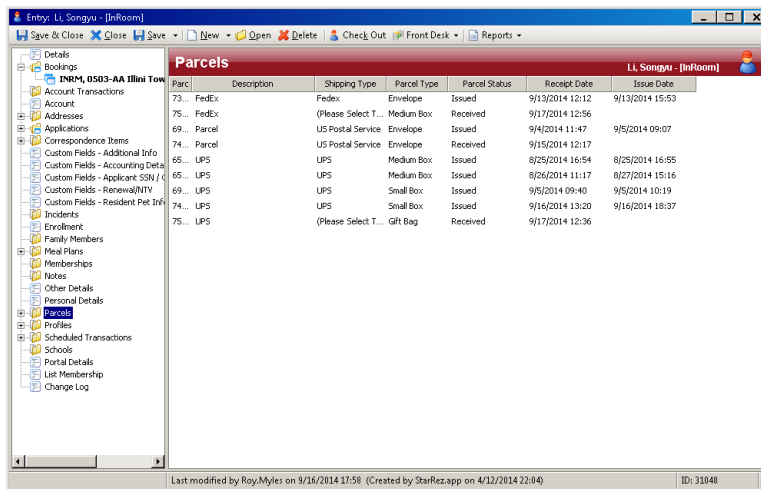 Entry: Li, Songyu - [InRoom]
Save & Close Close Save New Open Delete Check Out Front Desk Reports
Details
Bookings
INRM, 0503-AA Illini Tow
Account Transactions
Account
Addresses
Applications
Correspondence Items
Custom Fields - Additional Info
Custom Fields - Accounting Deta
Custom Fields - Applicant SSN / (
Custom Fields - Renewal/NTV
Custom Fields - Resident Pet Info
Incidents
Enrollment
Family Members
Meal Plans
Memberships
Notes
Other Details
Personal Details
Parcels
Profiles
Scheduled Transactions
Schools
Portal Details
List Membership
Change Log
Parcels
Li, Songyu - [InRoom]
Parc Description Shipping Type Parcel Type Parcel Status Receipt Date Issue Date
73... FedEx Fedex Envelope Issued 9/13/2014 12:12 9/13/2014 15:53
75... FedEx (Please Select T... Medium Box Received 9/17/2014 12:56
69... Parcel US Postal Service Envelope Issued 9/4/2014 11:47 9/5/2014 09:07
74... Parcel US Postal Service Envelope Received 9/15/2014 12:17
65... UPS UPS Medium Box Issued 8/25/2014 16:54 8/25/2014 16:55
65... UPS UPS Medium Box Issued 8/26/2014 11:17 8/27/2014 15:16
69... UPS UPS Small Box Issued 9/5/2014 09:40 9/5/2014 10:19
74... UPS UPS Small Box Issued 9/16/2014 13:20 9/16/2014 18:37
75... UPS (Please Select T... Gift Bag Received 9/17/2014 12:36
Last modified by Roy.Myles on 9/16/2014 17:58 (Created by StarRez.app on 4/12/2014 22:04) ID: 31048